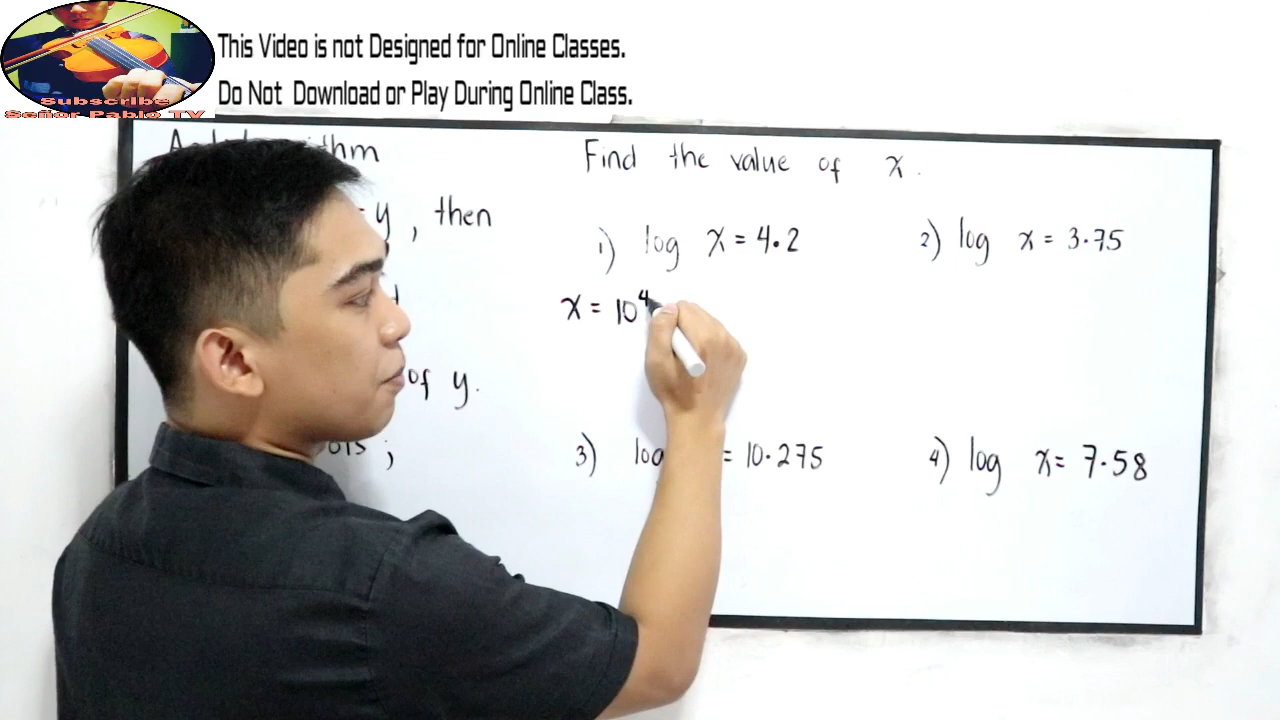 This Video is not Designed for Online Classes.
Do Not Download or Play During Online Class.
Subscribe
Señor Pablo TV
Find the value of x.
= y, then
1) log x = 4.2
2) log x = 3.75
x = 10⁴
of y.
;
3) log = 10.275
4) log x = 7.58